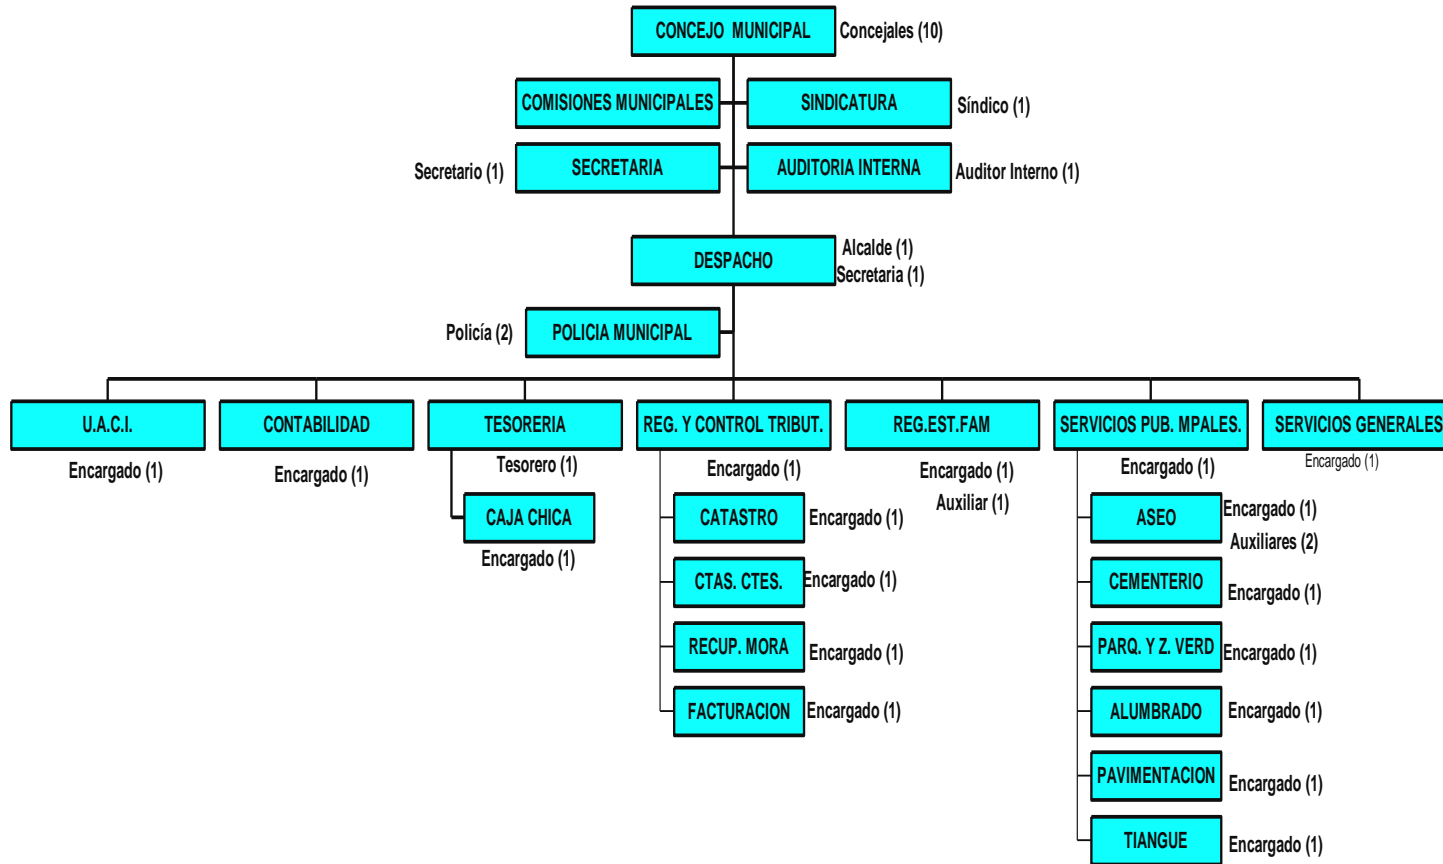 CONCEJO MUNICIPAL
Concejales (10)
COMISIONES MUNICIPALES
SINDICATURA
Síndico (1)
Secretario (1)
SECRETARIA
AUDITORIA INTERNA
Auditor Interno (1)
DESPACHO
Alcalde (1)
Secretaria (1)
Policía (2)
POLICIA MUNICIPAL
U.A.C.I.
CONTABILIDAD
TESORERIA
REG. Y CONTROL TRIBUT.
REG.EST.FAM
SERVICIOS PUB. MPALES.
SERVICIOS GENERALES
Encargado (1)
Encargado (1)
Tesorero (1)
Encargado (1)
Encargado (1)
Auxiliar (1)
Encargado (1)
Encargado (1)
CAJA CHICA
Encargado (1)
CATASTRO
Encargado (1)
CTAS. CTES.
Encargado (1)
RECUP. MORA
Encargado (1)
FACTURACION
Encargado (1)
ASEO
Encargado (1)
Auxiliares (2)
CEMENTERIO
Encargado (1)
PARQ. Y Z. VERD
Encargado (1)
ALUMBRADO
Encargado (1)
PAVIMENTACION
Encargado (1)
TIANGUE
Encargado (1)